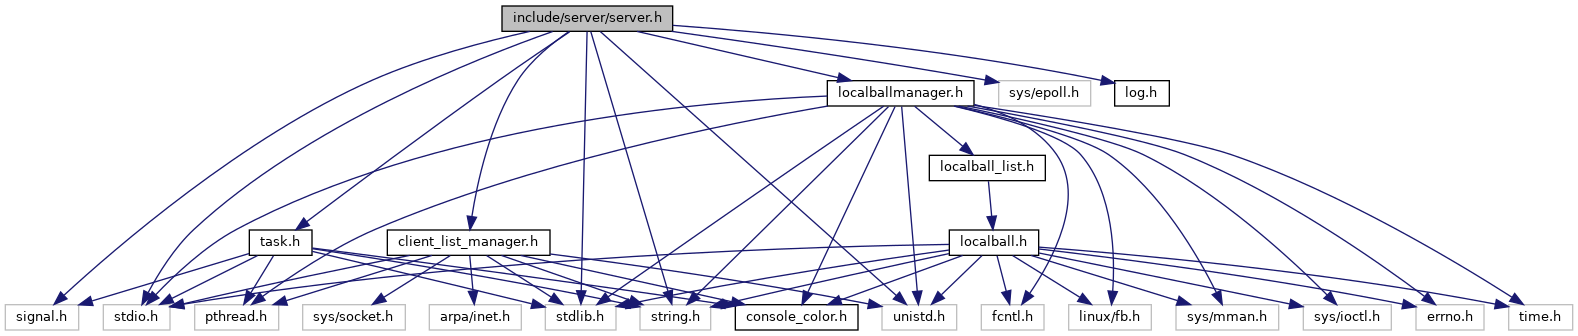 include/server/server.h
localballmanager.h
sys/epoll.h
log.h
localball_list.h
task.h
client_list_manager.h
localball.h
signal.h
stdio.h
pthread.h
sys/socket.h
arpa/inet.h
stdlib.h
string.h
console_color.h
unistd.h
fcntl.h
linux/fb.h
sys/mman.h
sys/ioctl.h
errno.h
time.h